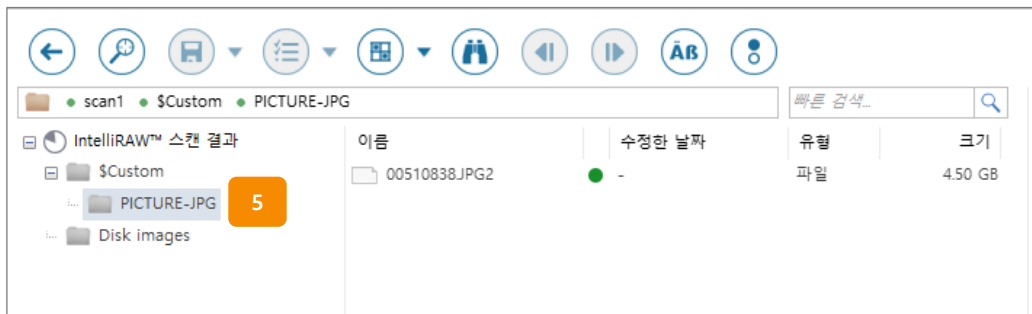 Äß
scan1 $Custom PICTURE-JPG
빠른 검색...
IntelliRAW™ 스캔 결과
이름 수정한 날짜 유형 크기
$Custom
00510838.JPG2 - 파일 4.50 GB
PICTURE-JPG 5
Disk images